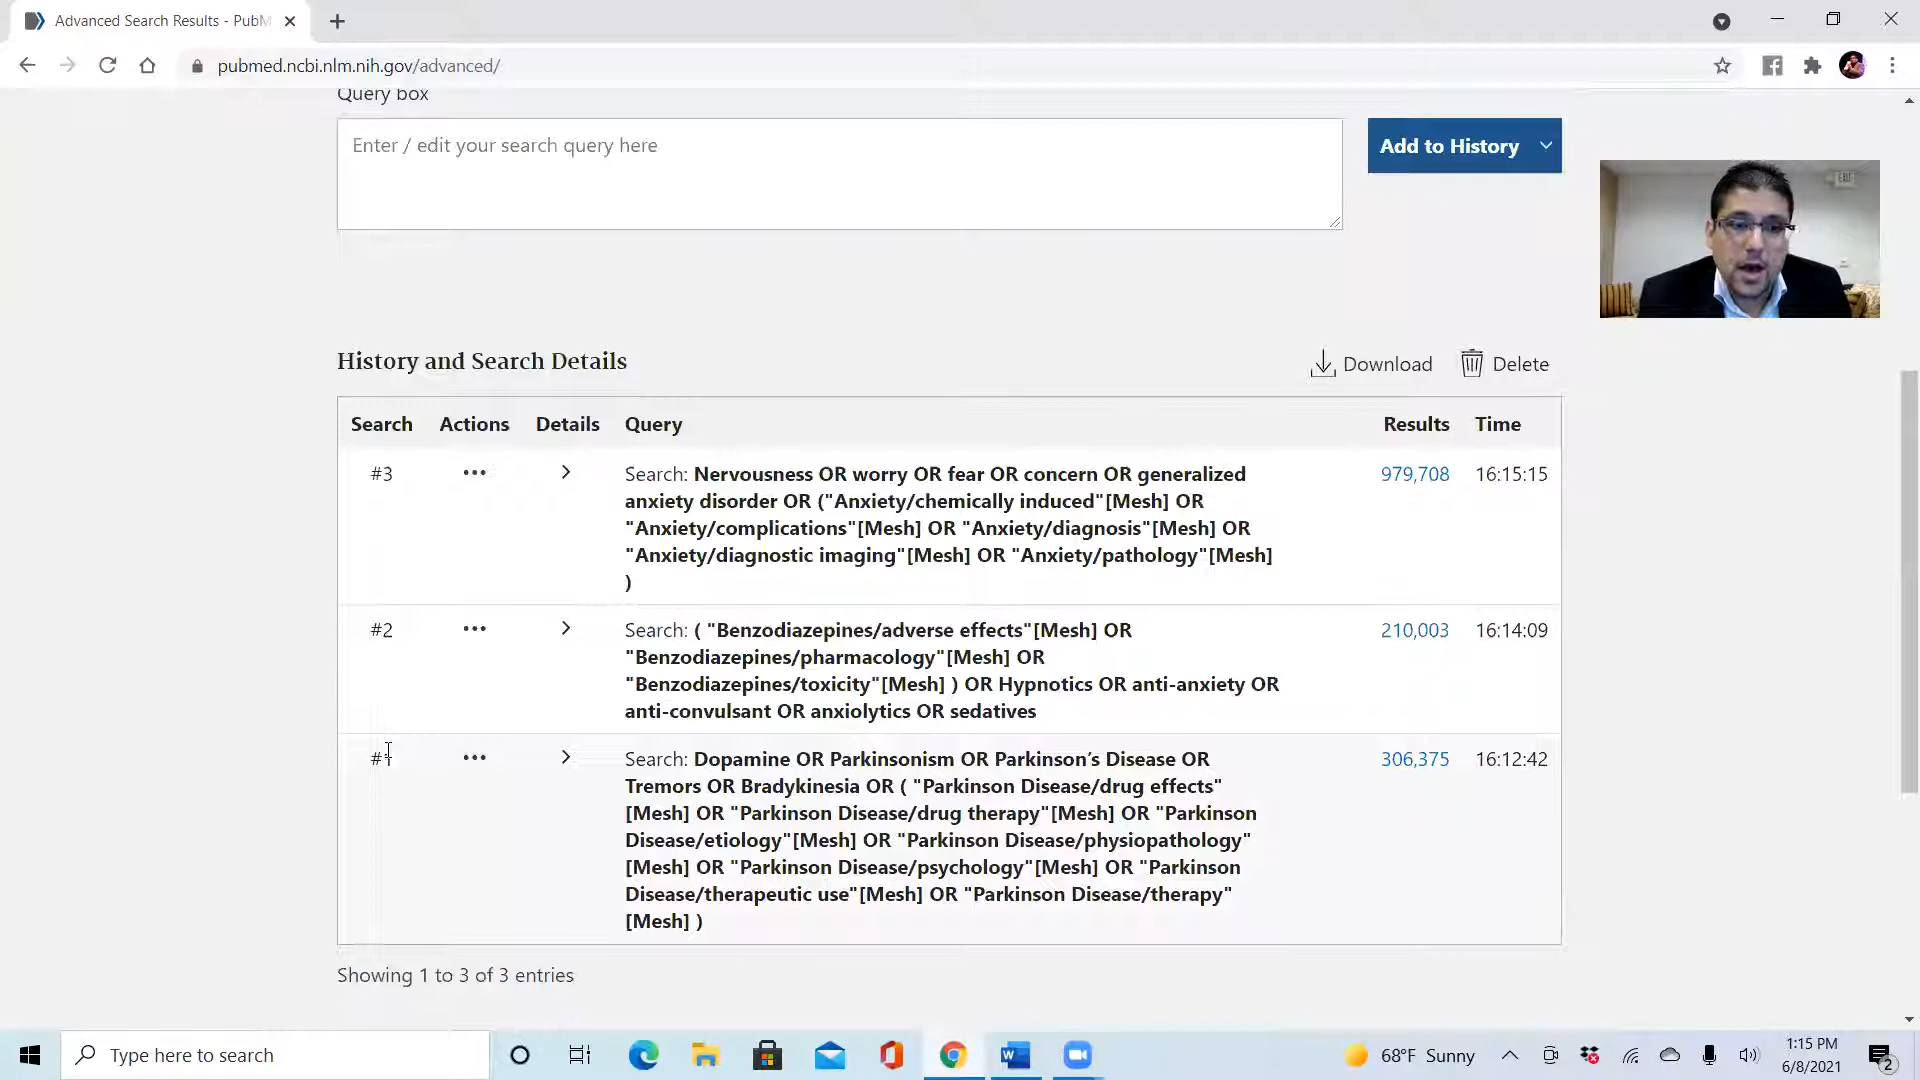 Advanced Search Results - PubM
pubmed.ncbi.nlm.nih.gov/advanced/
Query box
Enter / edit your search query here
Add to History
EXIT
History and Search Details
Download
Delete
Search Actions Details Query Results Time
#3 Search: Nervousness OR worry OR fear OR concern OR generalized 979,708 16:15:15
anxiety disorder OR ("Anxiety/chemically induced"[Mesh] OR
"Anxiety/complications"[Mesh] OR "Anxiety/diagnosis"[Mesh] OR
"Anxiety/diagnostic imaging"[Mesh] OR "Anxiety/pathology"[Mesh]
)
#2 Search: ( "Benzodiazepines/adverse effects"[Mesh] OR 210,003 16:14:09
"Benzodiazepines/pharmacology"[Mesh] OR
"Benzodiazepines/toxicity"[Mesh] ) OR Hypnotics OR anti-anxiety OR
anti-convulsant OR anxiolytics OR sedatives
#1 Search: Dopamine OR Parkinsonism OR Parkinson’s Disease OR 306,375 16:12:42
Tremors OR Bradykinesia OR ( "Parkinson Disease/drug effects"
[Mesh] OR "Parkinson Disease/drug therapy"[Mesh] OR "Parkinson
Disease/etiology"[Mesh] OR "Parkinson Disease/physiopathology"
[Mesh] OR "Parkinson Disease/psychology"[Mesh] OR "Parkinson
Disease/therapeutic use"[Mesh] OR "Parkinson Disease/therapy"
[Mesh] )
Showing 1 to 3 of 3 entries
Type here to search
68°F Sunny
1:15 PM
6/8/2021
2